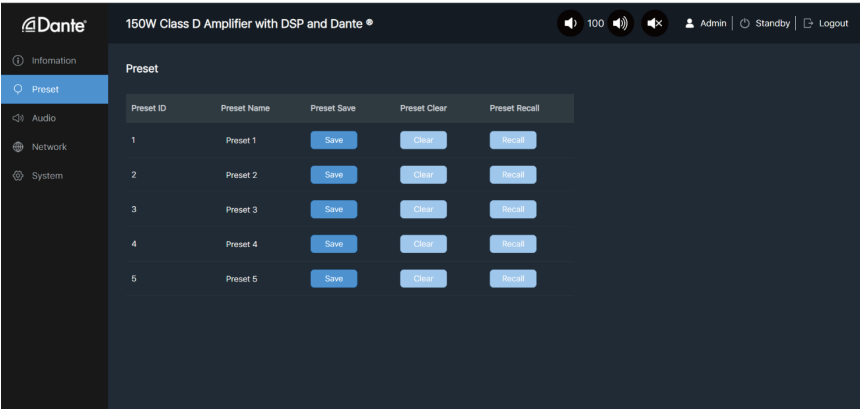 Dante®
150W Class D Amplifier with DSP and Dante ®
100
Admin
Standby
Logout
Infomation
Preset
Audio
Network
System
Preset
Preset ID Preset Name Preset Save Preset Clear Preset Recall
1 Preset 1 Save Clear Recall
2 Preset 2 Save Clear Recall
3 Preset 3 Save Clear Recall
4 Preset 4 Save Clear Recall
5 Preset 5 Save Clear Recall